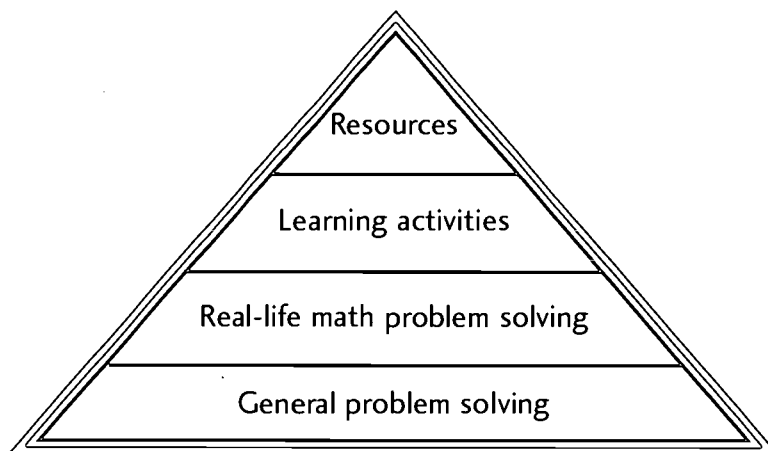 Resources
Learning activities
Real-life math problem solving
General problem solving